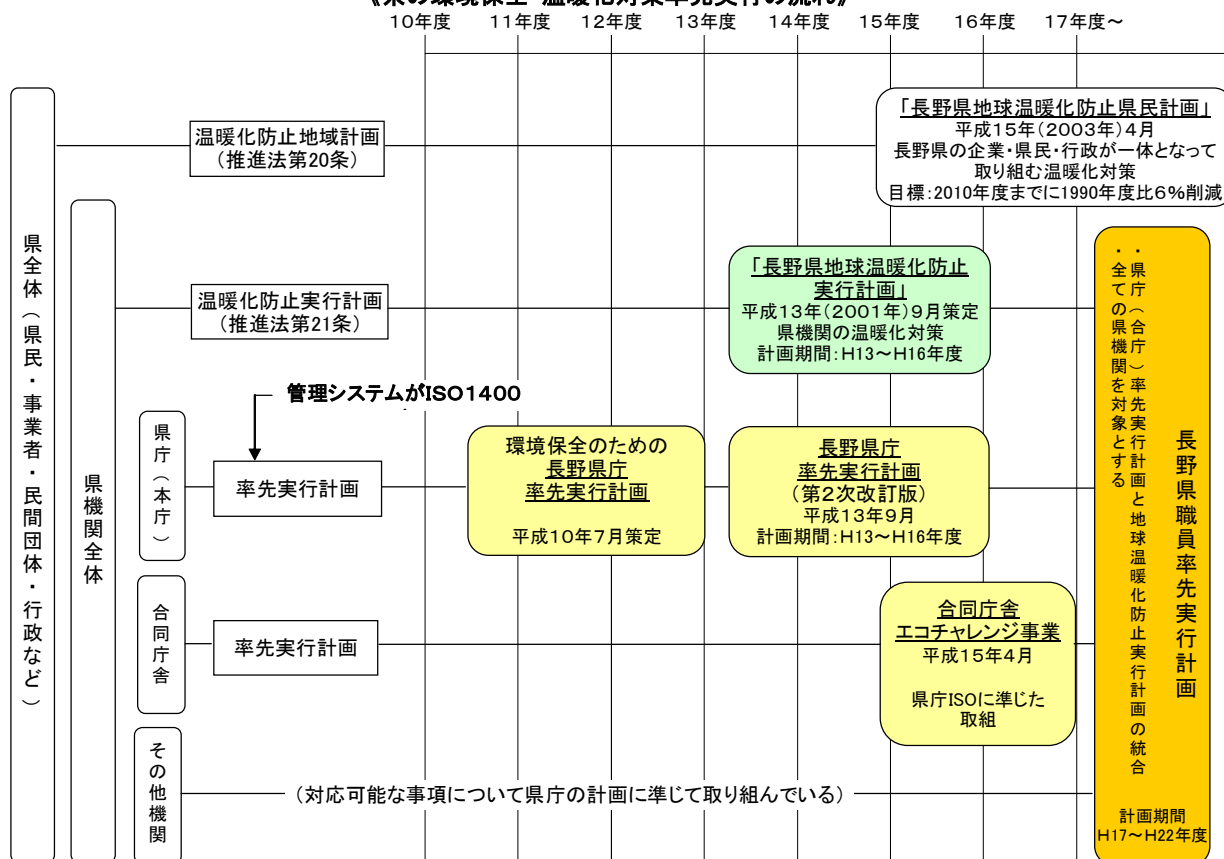 《県の環境保全・温暖化対策率先実行の流れ》
10年度 11年度 12年度 13年度 14年度 15年度 16年度 17年度～
県全体（県民・事業者・民間団体・行政など）
温暖化防止地域計画
(推進法第20条)
「長野県地球温暖化防止県民計画」
平成15年(2003年)4月
長野県の企業・県民・行政が一体となって
取り組む温暖化対策
目標:2010年度までに1990年度比6%削減
県機関全体
温暖化防止実行計画
(推進法第21条)
「長野県地球温暖化防止
実行計画」
平成13年(2001年)9月策定
県機関の温暖化対策
計画期間:H13～H16年度
管理システムがISO1400
県庁（本庁）
率先実行計画
環境保全のための
長野県庁
率先実行計画
平成10年7月策定
長野県庁
率先実行計画
(第2次改訂版)
平成13年9月
計画期間:H13～H16年度
合同庁舎
率先実行計画
合同庁舎
エコチャレンジ事業
平成15年4月
県庁ISOに準じた
取組
その他機関
(対応可能な事項について県庁の計画に準じて取り組んでいる)
長野県職員率先実行計画
・県庁（合庁）率先実行計画と地球温暖化防止実行計画の統合
・全ての県機関を対象とする
計画期間
H17～H22年度